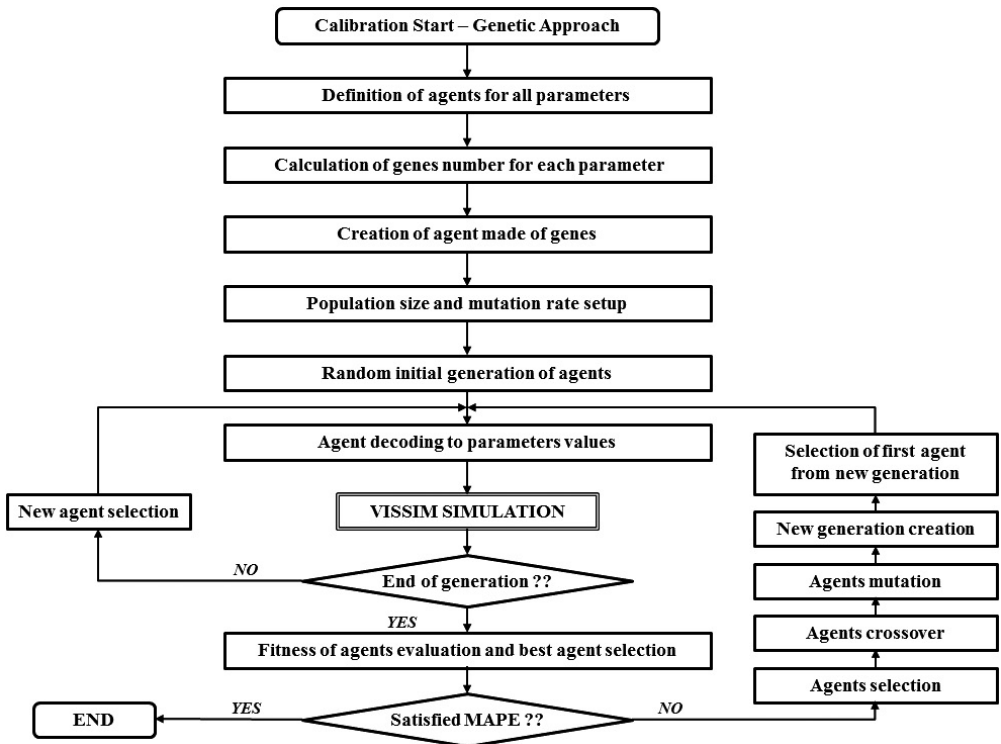 Calibration Start – Genetic Approach
Definition of agents for all parameters
Calculation of genes number for each parameter
Creation of agent made of genes
Population size and mutation rate setup
Random initial generation of agents
Agent decoding to parameters values
Selection of first agent
from new generation
New agent selection
VISSIM SIMULATION
New generation creation
NO
End of generation ??
Agents mutation
YES
Agents crossover
Fitness of agents evaluation and best agent selection
Agents selection
END
YES
Satisfied MAPE ??
NO